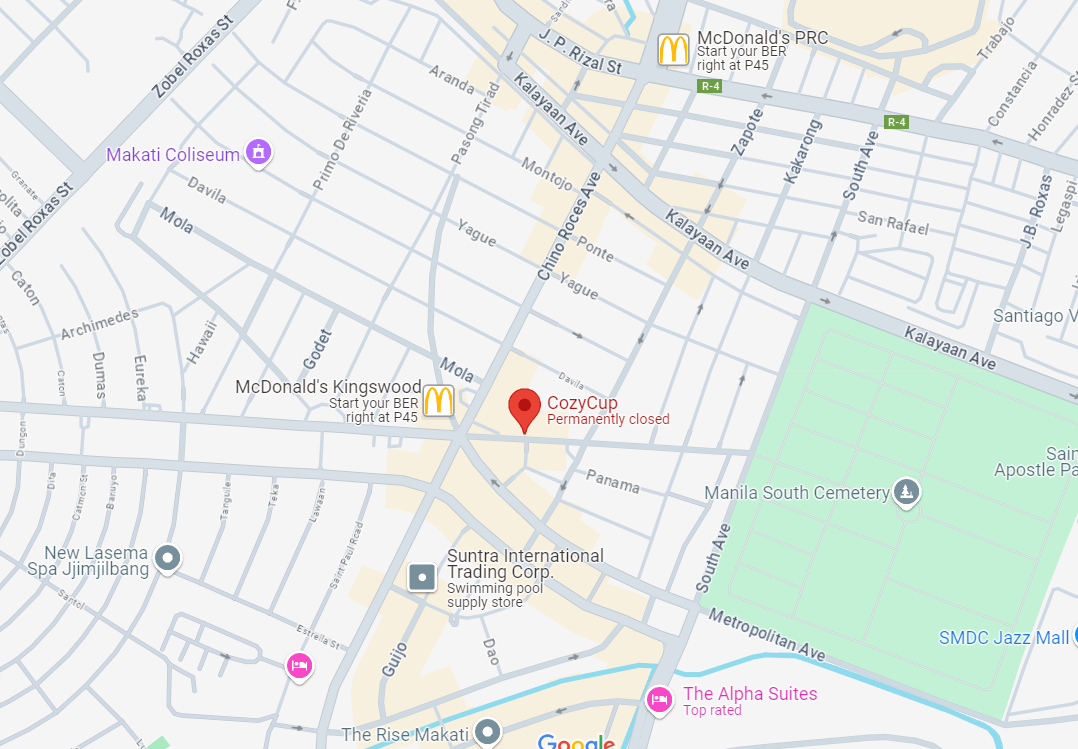 Zobel Roxas St
J. P. Rizal St
McDonald's PRC
Start your BER
right at P45
R-4
R-4
Trabajo
Constancia
Honradez St
Aranda
Kalayaan Ave
Pasong Tirad
Primo De Riveria
Makati Coliseum
Zapote
Kakarong
South Ave
Montojo
J.B. Roxas
Legaspi
Granate
Davila
Mola
Zobel Roxas St
Chino Roces Ave
Kalayaan Ave
San Rafael
Yague
Ponte
Yague
Caton
Archimedes
Hawaii
Godet
Santiago V
Kalayaan Ave
Dumas
Eureka
Caton
Mola
Davila
McDonald's Kingswood
Start your BER
right at P45
CozyCup
Permanently closed
Dungon
Dita
Catmon St
Baruyo
Tanguile
Teka
Lawaan
Panama
Manila South Cemetery
Sain
Apostle Pa
Saint Paul Road
South Ave
New Lasema
Spa Jjimjilbang
Suntra International
Trading Corp.
Swimming pool
supply store
Santol
Estrella St
Guijo
Dao
Metropolitan Ave
SMDC Jazz Mall
The Alpha Suites
Top rated
The Rise Makati
Google